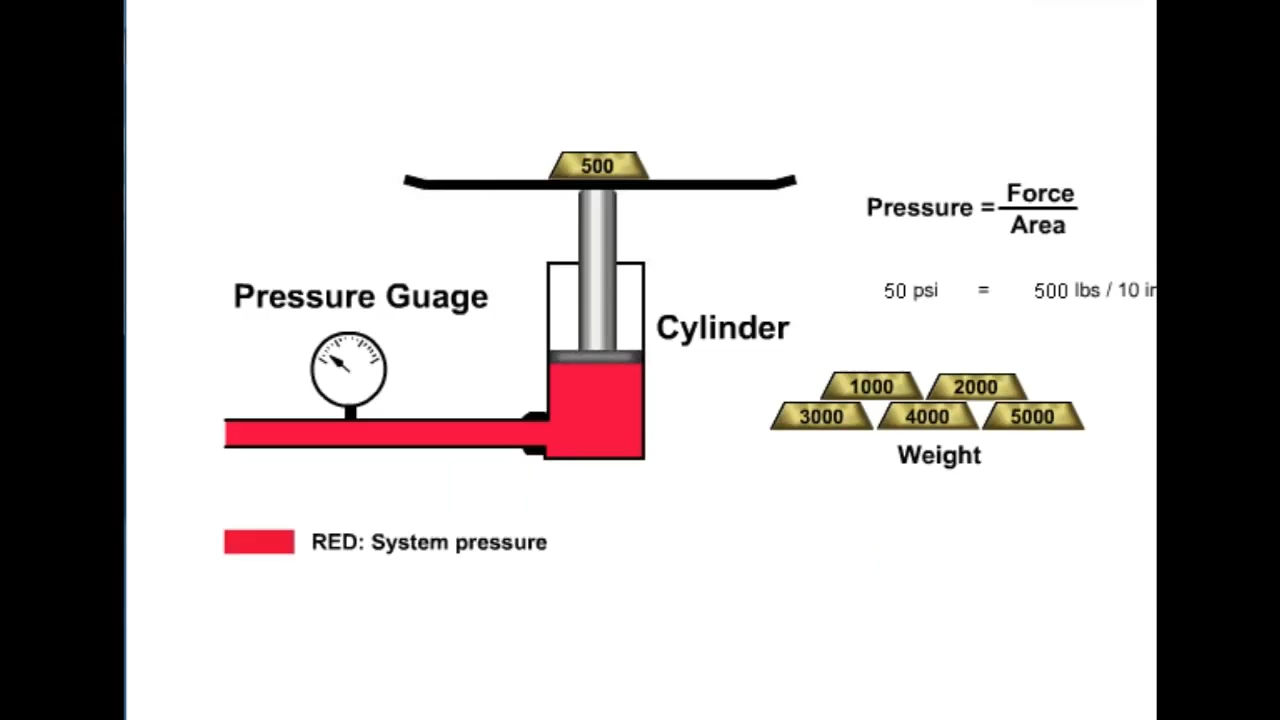 500
Pressure = Force
Area
Pressure Guage
50 psi = 500 lbs / 10 in
Cylinder
1000 2000
3000 4000 5000
Weight
RED: System pressure